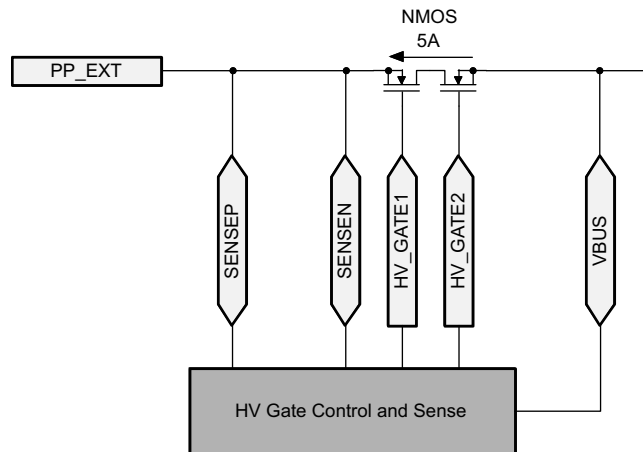 NMOS
5A
PP_EXT
SENSEP
SENSEN
HV_GATE1
HV_GATE2
VBUS
HV Gate Control and Sense